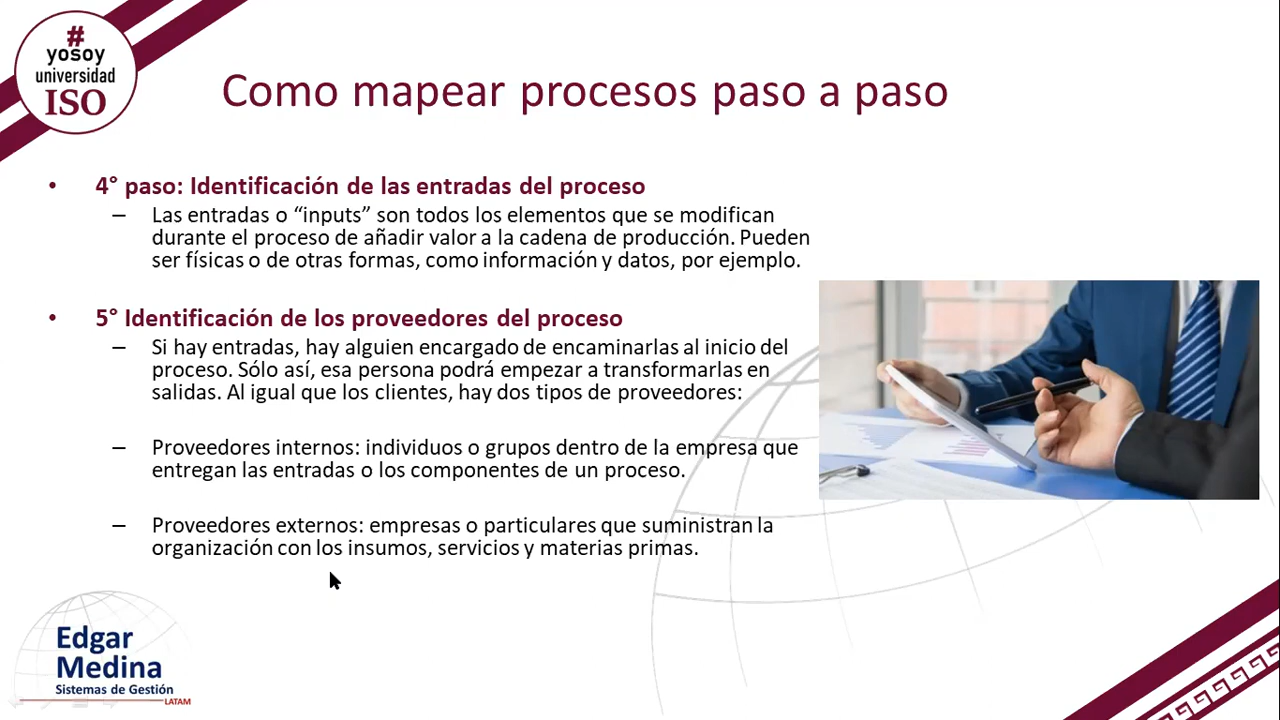 #
yosoy
universidad
ISO
Como mapear procesos paso a paso
• 4° paso: Identificación de las entradas del proceso
– Las entradas o “inputs” son todos los elementos que se modifican
durante el proceso de añadir valor a la cadena de producción. Pueden
ser físicas o de otras formas, como información y datos, por ejemplo.
• 5° Identificación de los proveedores del proceso
– Si hay entradas, hay alguien encargado de encaminarlas al inicio del
proceso. Sólo así, esa persona podrá empezar a transformarlas en
salidas. Al igual que los clientes, hay dos tipos de proveedores:
– Proveedores internos: individuos o grupos dentro de la empresa que
entregan las entradas o los componentes de un proceso.
– Proveedores externos: empresas o particulares que suministran la
organización con los insumos, servicios y materias primas.
Edgar
Medina
Sistemas de Gestión
LATAM